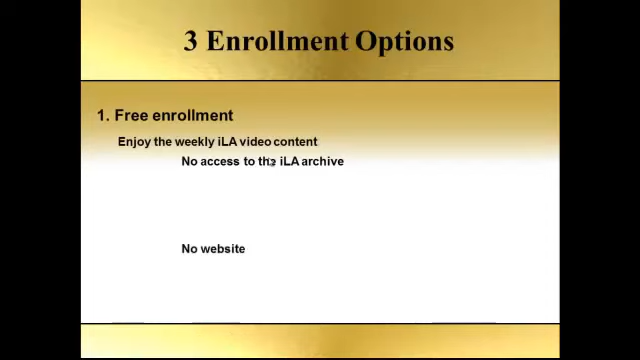 3 Enrollment Options
1. Free enrollment
Enjoy the weekly iLA video content
No access to the iLA archive
No website